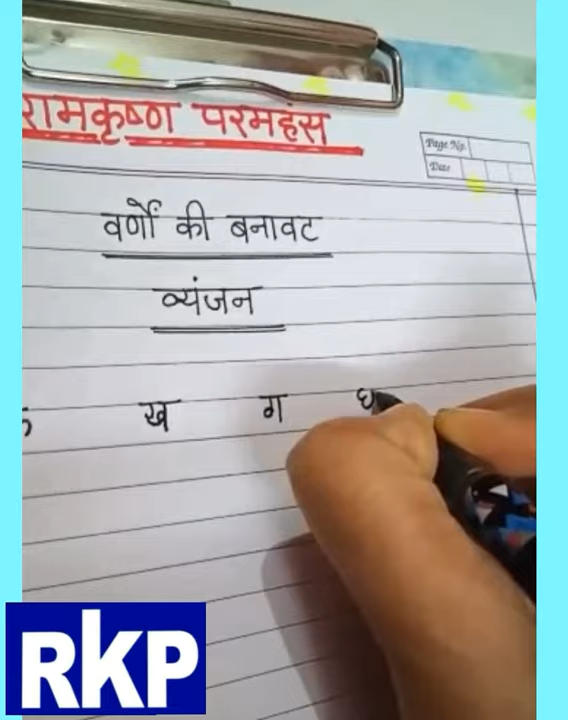 रामकृष्ण परमहंस
Page No.
Date
वर्णों की बनावट
व्यंजन
ख ग घ
RKP